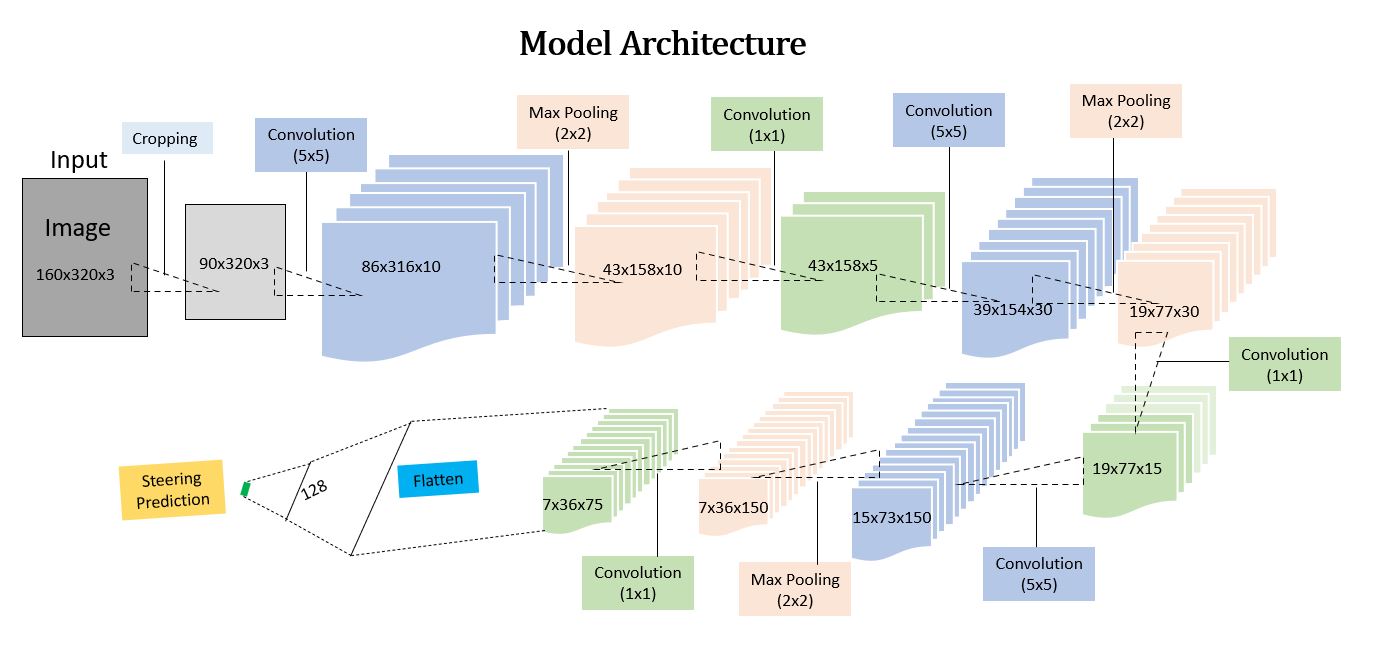 Model Architecture
Input
Image
160x320x3
Cropping
90x320x3
Convolution
(5x5)
86x316x10
Max Pooling
(2x2)
43x158x10
Convolution
(1x1)
43x158x5
Convolution
(5x5)
39x154x30
Max Pooling
(2x2)
19x77x30
Convolution
(1x1)
19x77x15
Convolution
(5x5)
15x73x150
Max Pooling
(2x2)
7x36x150
Convolution
(1x1)
7x36x75
Flatten
128
Steering
Prediction